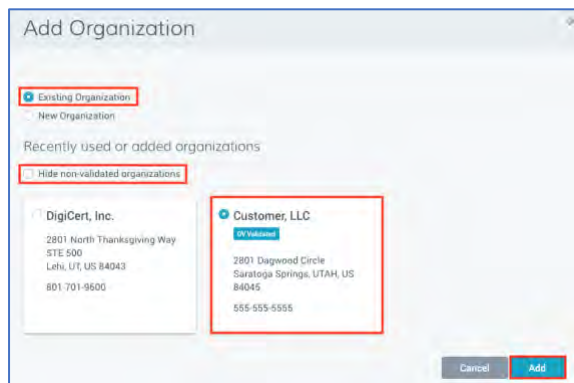 Add Organization
Existing Organization
New Organization
Recently used or added organizations
Hide non-validated organizations
DigiCert, Inc.
2801 North Thanksgiving Way
STE 500
Lehi, UT, US 84043
801-701-9600
Customer, LLC
OV Validated
2801 Dagwood Circle
Saratoga Springs, UTAH, US
84045
555-555-5555
Cancel
Add